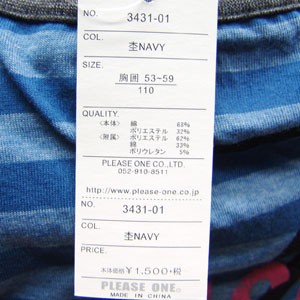 NO. 3431-01
COL. 杢NAVY
SIZE.
胸囲 53~59
110
QUALITY.
〈本体〉 綿 68%
ポリエステル 32%
〈附属〉 ポリエステル 62%
綿 33%
ポリウレタン 5%
PLEASE ONE CO.,LTD.
052-910-8511
http://www.please-one.co.jp
NO. 3431-01
COL. 杢NAVY
PRICE.
本体価格 ¥1,500+税
PLEASE ONE.
MADE IN CHINA